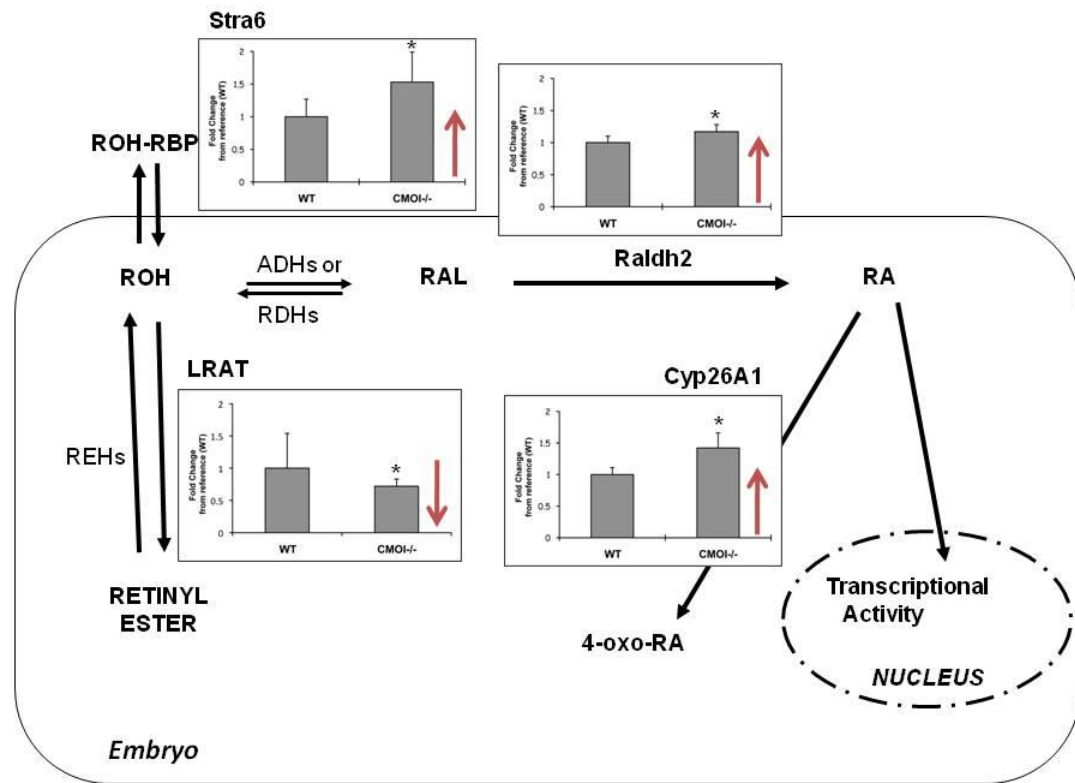 Stra6
Fold Change
from reference (WT)
2
1.5
1
0.5
0
*
WT
CMOI-/-
Fold Change
from reference (WT)
2
1.5
1
0.5
0
*
WT
CMOI-/-
ROH-RBP
ROH
ADHs or
RDHs
RAL
Raldh2
RA
LRAT
Fold Change
from reference (WT)
2
1.5
1
0.5
0
*
WT
CMOI-/-
REHs
Cyp26A1
Fold Change
from reference (WT)
2
1.5
1
0.5
0
*
WT
CMOI-/-
RETINYL
ESTER
4-oxo-RA
Transcriptional
Activity
NUCLEUS
Embryo